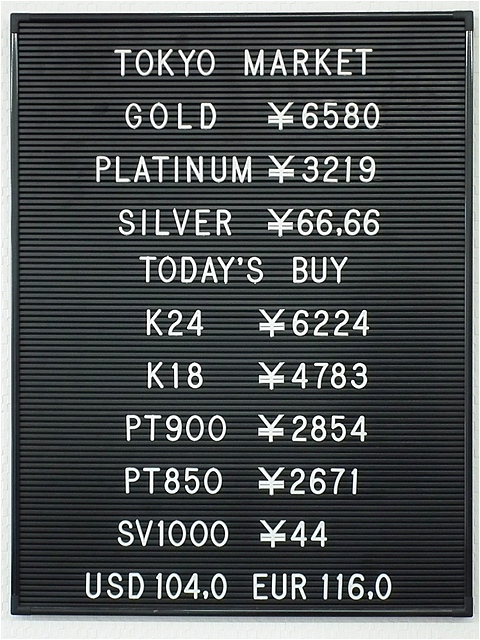 TOKYO MARKET
GOLD ¥6580
PLATINUM ¥3219
SILVER ¥66.66
TODAY'S BUY
K24 ¥6224
K18 ¥4783
PT900 ¥2854
PT850 ¥2671
SV1000 ¥44
USD 104.0 EUR 116.0